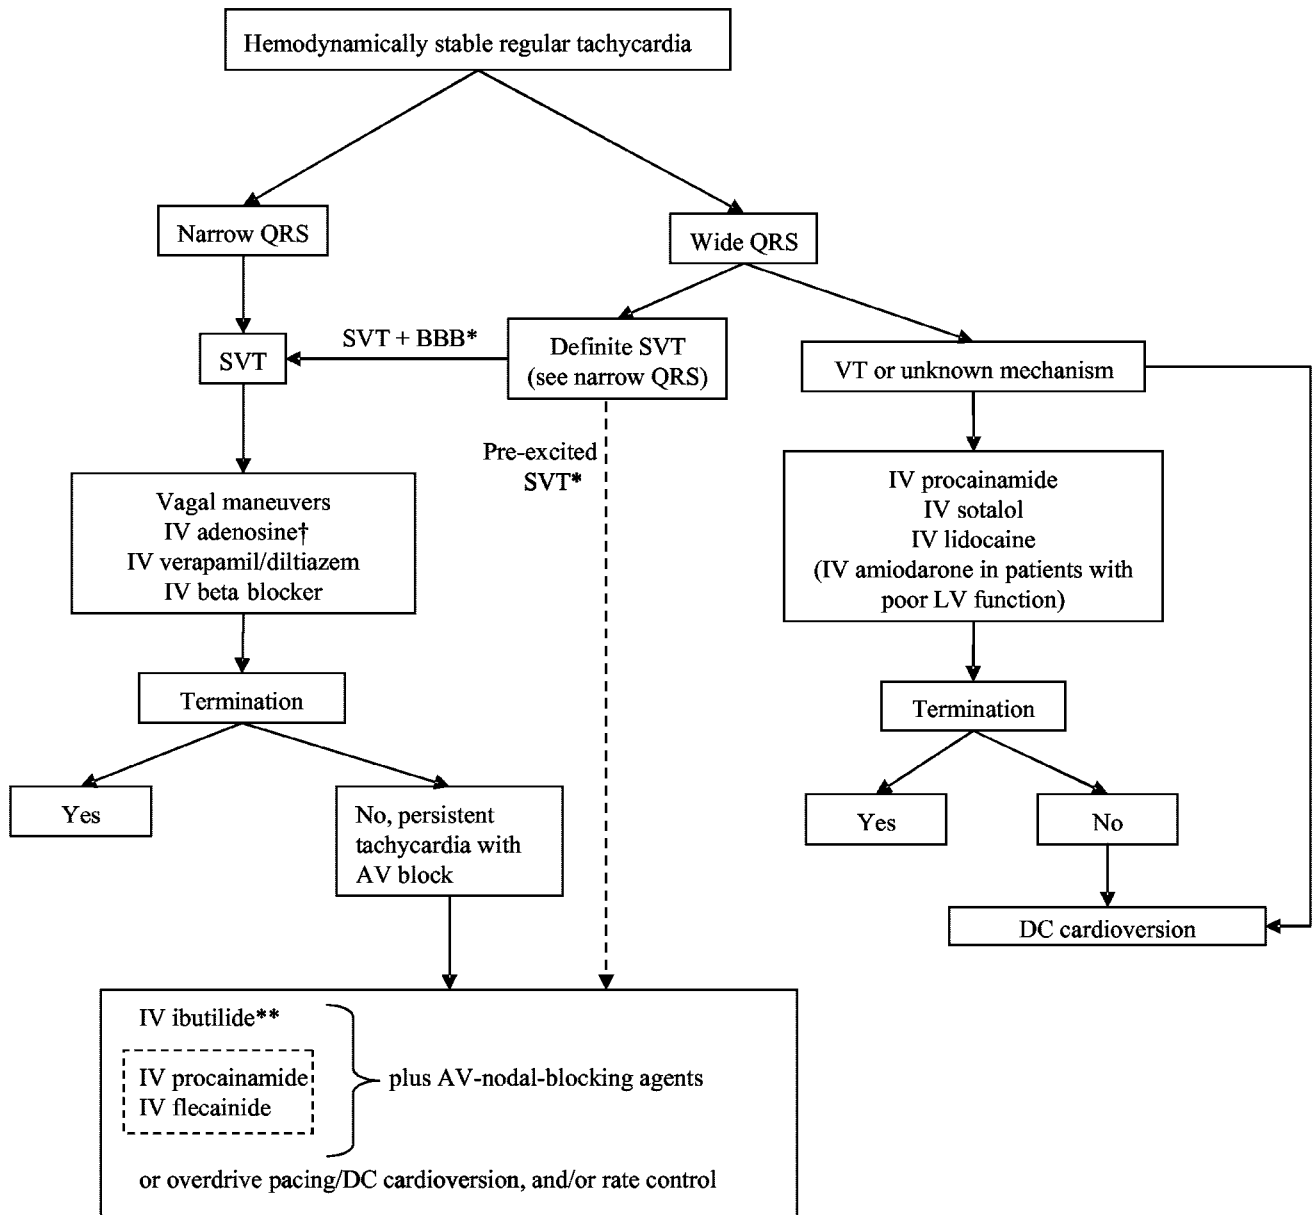 Hemodynamically stable regular tachycardia
Narrow QRS
Wide QRS
SVT
SVT + BBB*
Definite SVT
(see narrow QRS)
VT or unknown mechanism
Pre-excited
SVT*
Vagal maneuvers
IV adenosine†
IV verapamil/diltiazem
IV beta blocker
IV procainamide
IV sotalol
IV lidocaine
(IV amiodarone in patients with
poor LV function)
Termination
Termination
Yes
No, persistent
tachycardia with
AV block
Yes
No
DC cardioversion
IV ibutilide**
IV procainamide
IV flecainide
plus AV-nodal-blocking agents
or overdrive pacing/DC cardioversion, and/or rate control